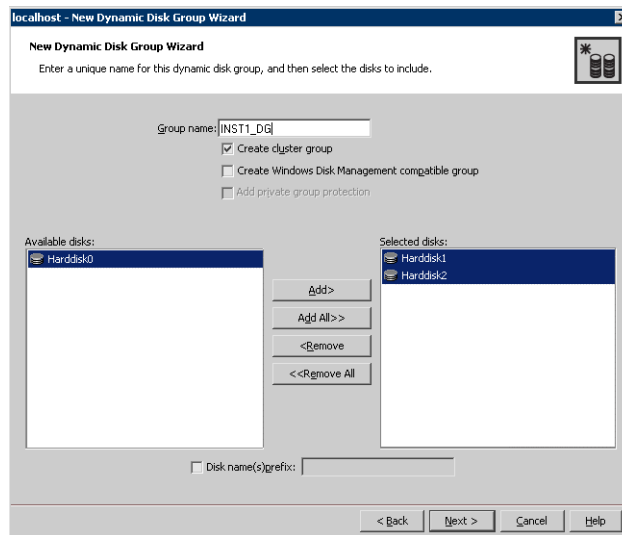 localhost - New Dynamic Disk Group Wizard
New Dynamic Disk Group Wizard
Enter a unique name for this dynamic disk group, and then select the disks to include.
Group name: INST1_DG
Create cluster group
Create Windows Disk Management compatible group
Add private group protection
Available disks:
Selected disks:
Harddisk0
Harddisk1
Harddisk2
Add>
Add All>>
<Remove
<<Remove All
Disk name(s)prefix:
< Back
Next >
Cancel
Help